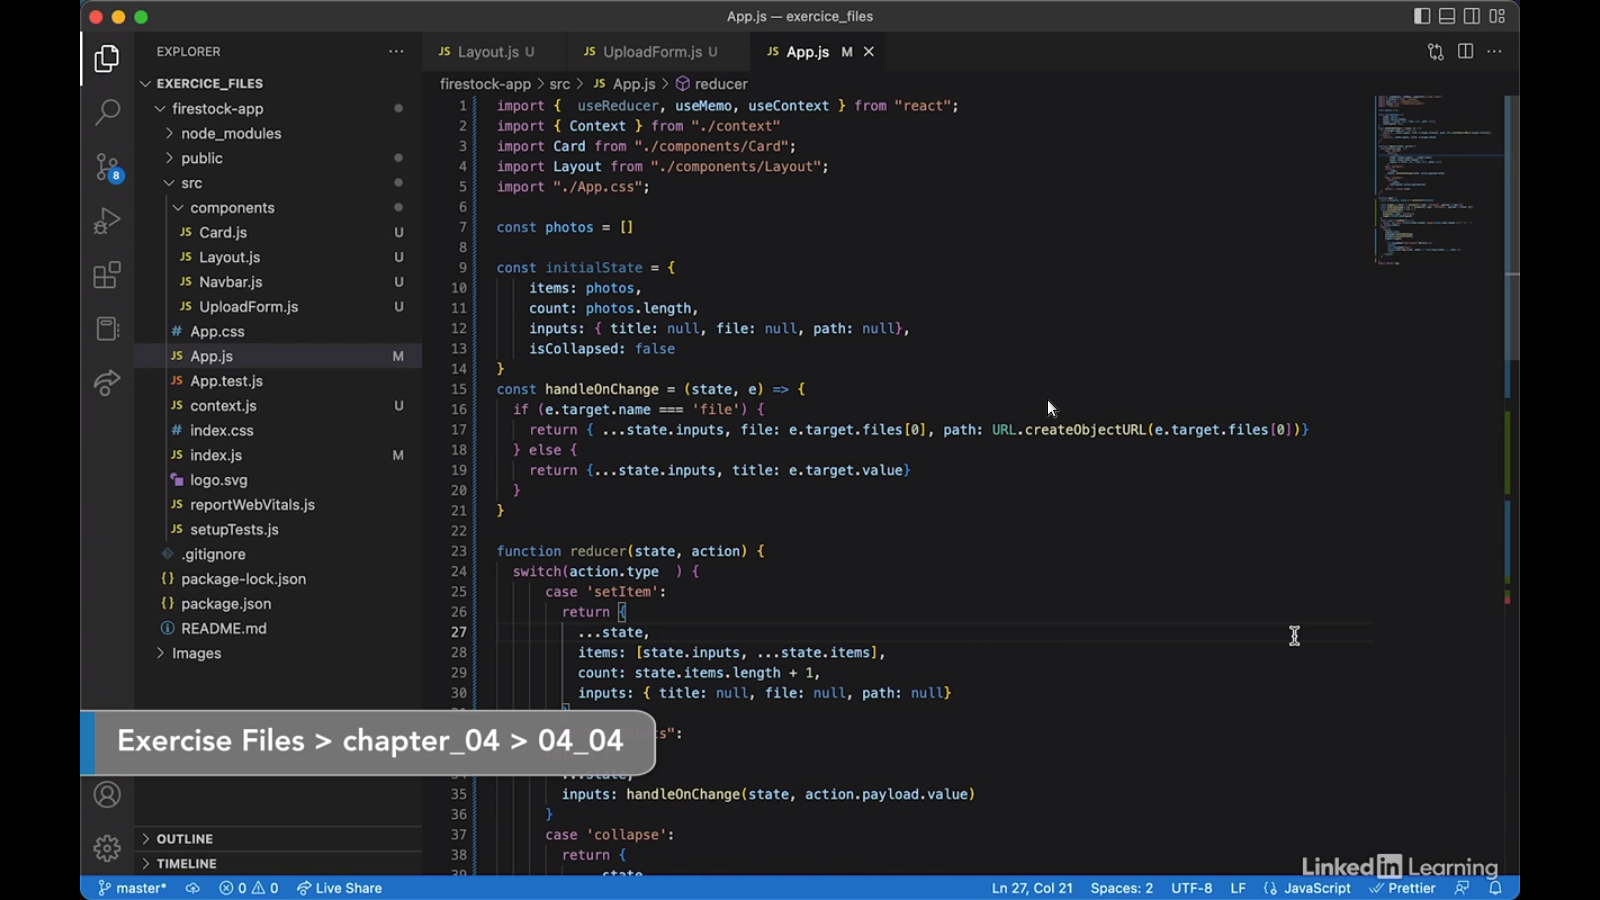 App.js — exercice_files
EXPLORER
Layout.js U
UploadForm.js U
App.js M
EXERCICE_FILES
firestock-app > src > App.js > reducer
firestock-app
node_modules
public
src
components
Card.js U
Layout.js U
Navbar.js U
UploadForm.js U
App.css
App.js M
App.test.js
context.js U
index.css
index.js M
logo.svg
reportWebVitals.js
setupTests.js
.gitignore
package-lock.json
package.json
README.md
Images
8
1 import {  useReducer, useMemo, useContext } from "react";
2 import { Context } from "./context"
3 import Card from "./components/Card";
4 import Layout from "./components/Layout";
5 import "./App.css";
6
7 const photos = []
8
9 const initialState = {
10 items: photos,
11 count: photos.length,
12 inputs: { title: null, file: null, path: null},
13 isCollapsed: false
14 }
15 const handleOnChange = (state, e) => {
16 if (e.target.name === 'file') {
17 return { ...state.inputs, file: e.target.files[0], path: URL.createObjectURL(e.target.files[0])}
18 } else {
19 return {...state.inputs, title: e.target.value}
20 }
21 }
22
23 function reducer(state, action) {
24 switch(action.type  ) {
25 case 'setItem':
26 return {
27 ...state,
28 items: [state.inputs, ...state.items],
29 count: state.items.length + 1,
30 inputs: { title: null, file: null, path: null}
Exercise Files > chapter_04 > 04_04
35 inputs: handleOnChange(state, action.payload.value)
36 }
37 case 'collapse':
38 return {
OUTLINE
TIMELINE
LinkedIn Learning
master*
0
0
Live Share
Ln 27, Col 21
Spaces: 2
UTF-8
LF
JavaScript
Prettier